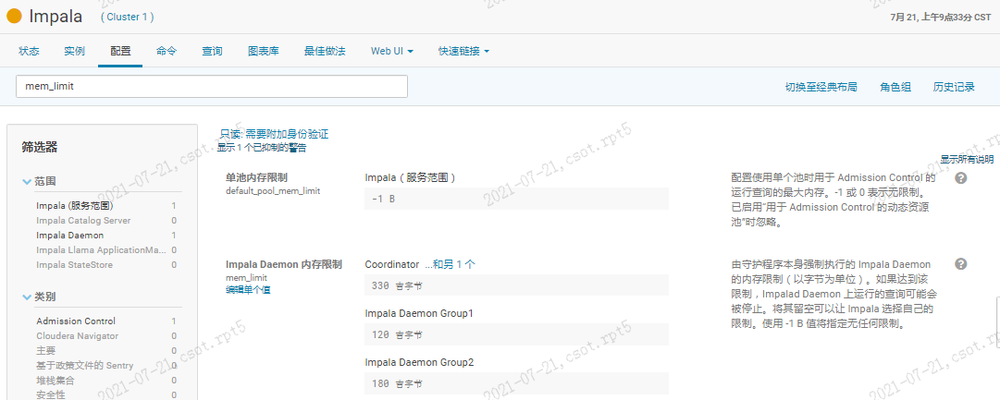 Impala ( Cluster 1 ) 7月 21, 上午9点33分 CST
状态 实例 配置 命令 查询 图表库 最佳做法 Web UI 快速链接
mem_limit 切换至经典布局 角色组 历史记录
筛选器
范围
Impala (服务范围) 1
Impala Catalog Server 0
Impala Daemon 1
Impala Llama ApplicationMa... 0
Impala StateStore 0
类别
Admission Control 1
Cloudera Navigator 0
主要 0
基于政策文件的 Sentry 0
堆栈集合 0
安全性 0
只读: 需要附加身份验证
显示 1 个已抑制的警告
显示所有说明
单池内存限制
default_pool_mem_limit
Impala（服务范围）
-1 B
配置使用单个池时用于 Admission Control 的
运行查询的最大内存。-1 或 0 表示无限制。
已启用“用于 Admission Control 的动态资源
池”时忽略。
Impala Daemon 内存限制
mem_limit
编辑单个值
Coordinator ...和另 1 个
330 吉字节
Impala Daemon Group1
120 吉字节
Impala Daemon Group2
180 吉字节
由守护程序本身强制执行的 Impala Daemon
的内存限制（以字节为单位）。如果达到该
限制，Impalad Daemon 上运行的查询可能会
被停止。将其留空可以让 Impala 选择自己的
限制。使用 -1 B 值将指定无任何限制。
2021-07-21,csot.rpt5